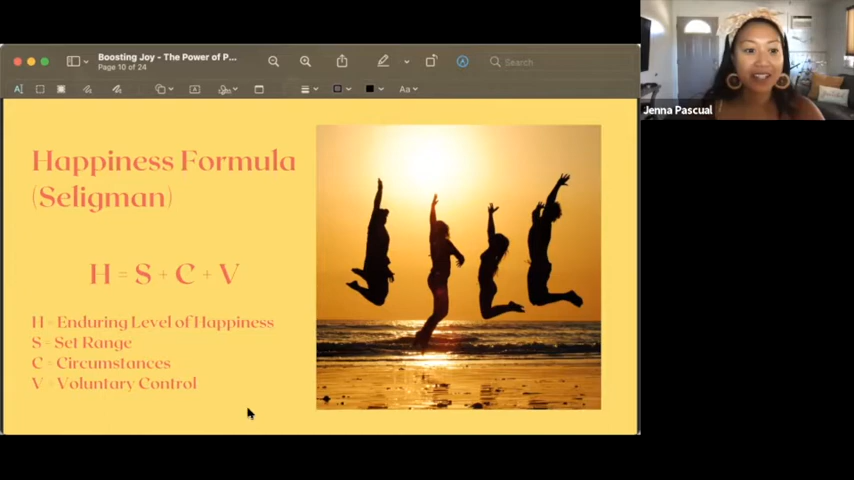 Boosting Joy - The Power of P...
Page 10 of 24
Search
Jenna Pascual
Happiness Formula
(Seligman)
H = S + C + V
H = Enduring Level of Happiness
S = Set Range
C = Circumstances
V = Voluntary Control